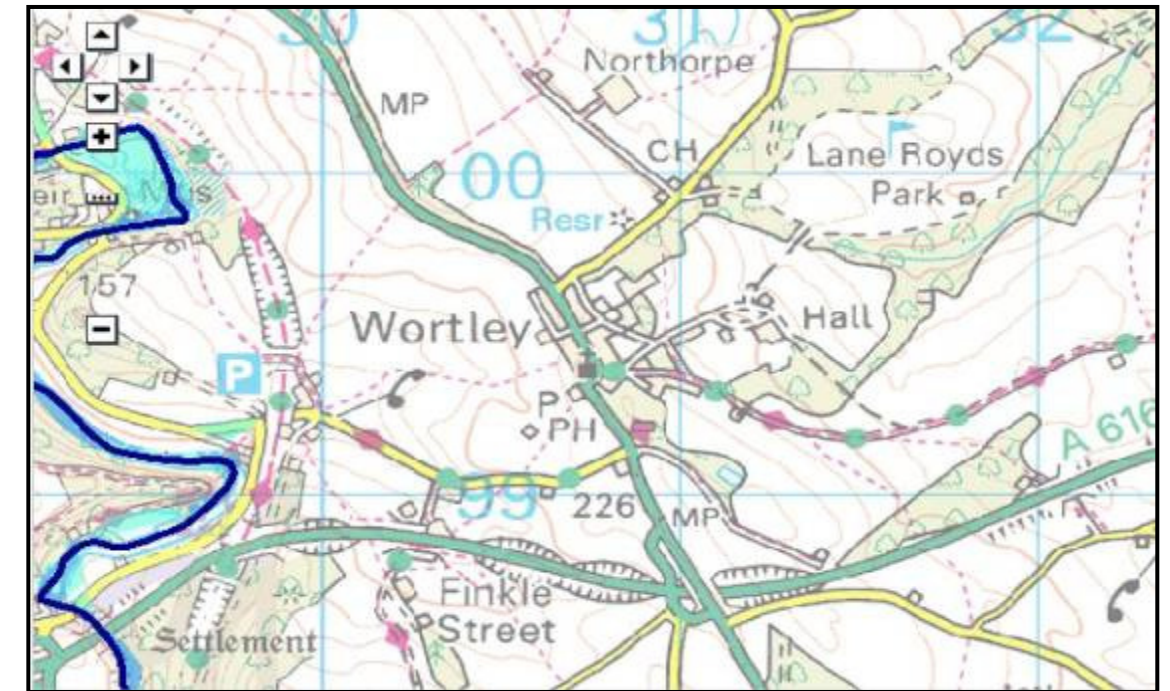 30
31
32
Northorpe
MP
CH
Lane Royds
Park
00
Resr
157
Wortley
Hall
P
P
PH
A 616
99
226
MP
Finkle
Street
Settlement